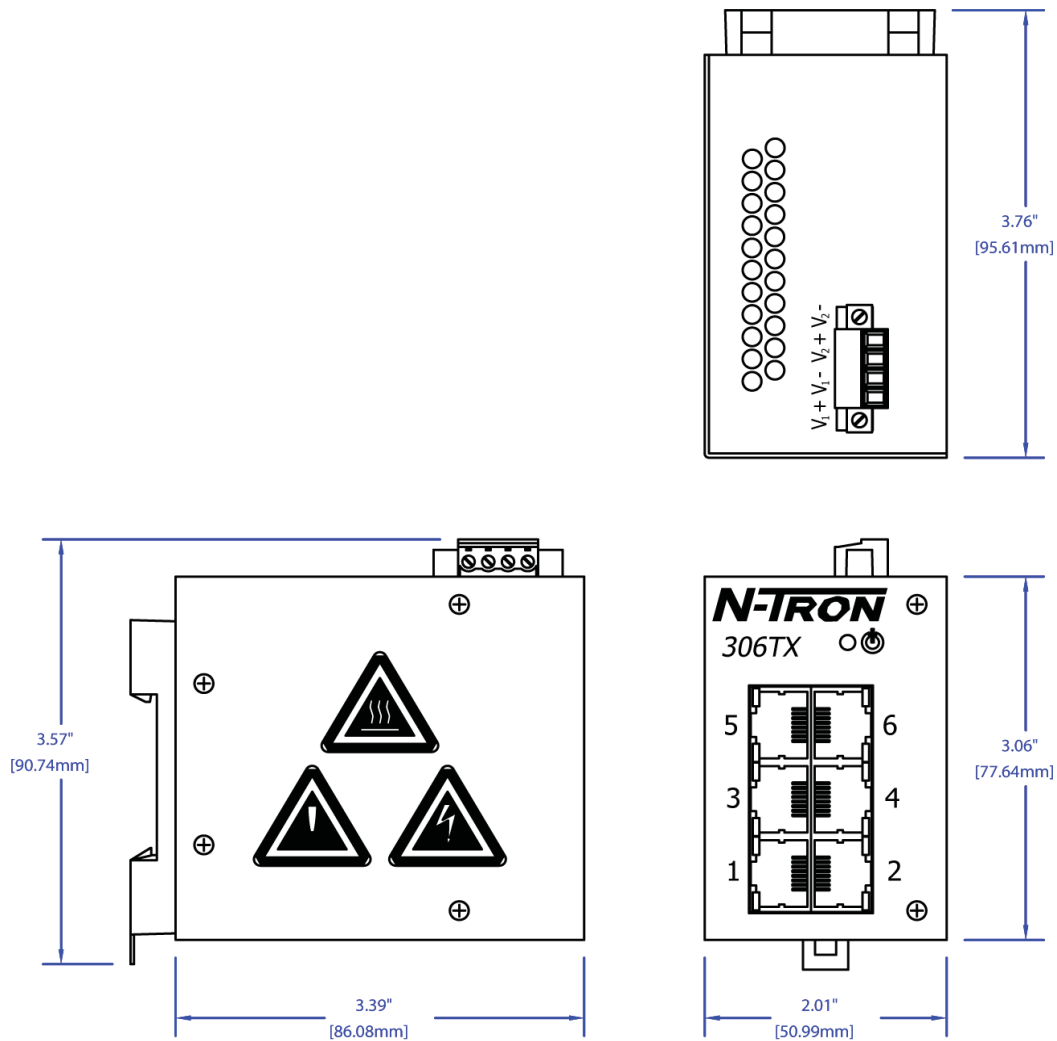 3.76"
[95.61mm]
V₁ + V₁ - V₂ + V₂ -
N-TRON
306TX
5
6
3
4
1
2
3.57"
[90.74mm]
3.06"
[77.64mm]
3.39"
[86.08mm]
2.01"
[50.99mm]